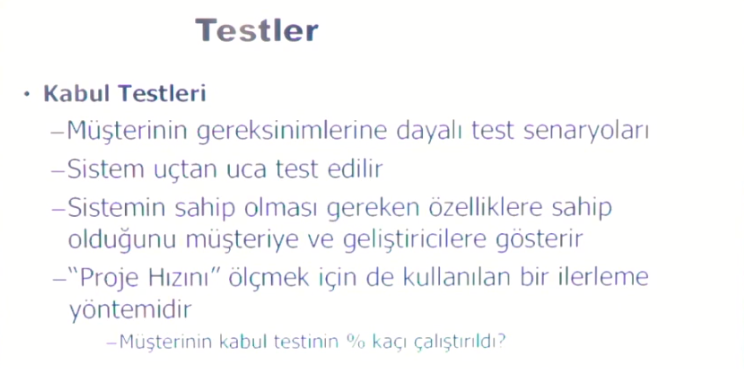 Testler
• Kabul Testleri
–Müşterinin gereksinimlerine dayalı test senaryoları
–Sistem uçtan uca test edilir
–Sistemin sahip olması gereken özelliklere sahip
olduğunu müşteriye ve geliştiricilere gösterir
–“Proje Hızını” ölçmek için de kullanılan bir ilerleme
yöntemidir
–Müşterinin kabul testinin % kaçı çalıştırıldı?